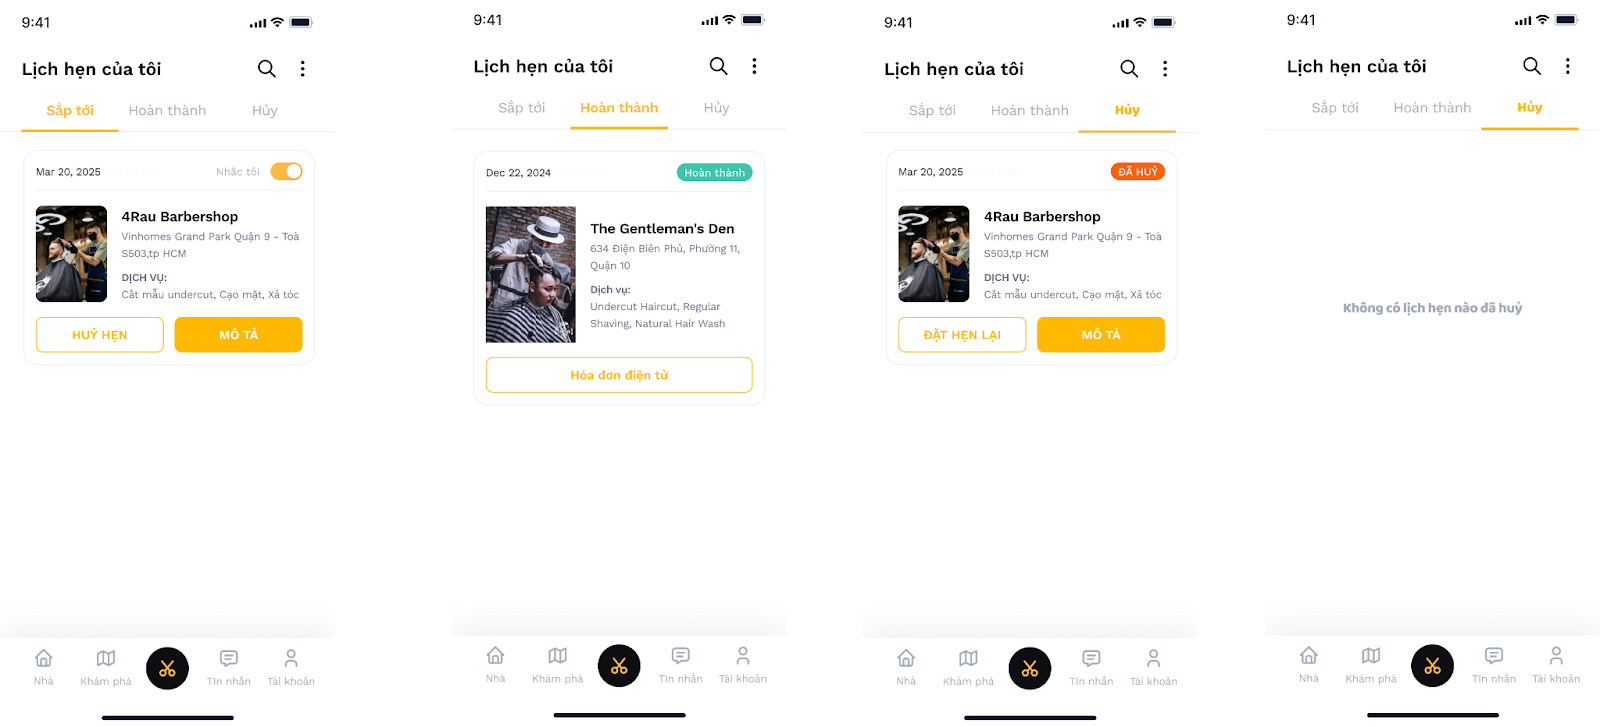 9:41
Lịch hẹn của tôi
Sắp tới Hoàn thành Hủy
Mar 20, 2025 Nhắc tôi
4Rau Barbershop
Vinhomes Grand Park Quận 9 - Toà
S503,tp HCM
DỊCH VỤ:
Cắt mẫu undercut, Cạo mặt, Xả tóc
HUỶ HẸN MÔ TẢ
Nhà Khám phá TIn nhắn Tài khoản
9:41
Lịch hẹn của tôi
Sắp tới Hoàn thành Hủy
Dec 22, 2024 Hoàn thành
The Gentleman's Den
634 Điện Biên Phủ, Phường 11,
Quận 10
Dịch vụ:
Undercut Haircut, Regular
Shaving, Natural Hair Wash
Hóa đơn điện tử
Nhà Khám phá TIn nhắn Tài khoản
9:41
Lịch hẹn của tôi
Sắp tới Hoàn thành Hủy
Mar 20, 2025 ĐÃ HUỶ
4Rau Barbershop
Vinhomes Grand Park Quận 9 - Toà
S503,tp HCM
DỊCH VỤ:
Cắt mẫu undercut, Cạo mặt, Xả tóc
ĐẶT HẸN LẠI MÔ TẢ
Nhà Khám phá TIn nhắn Tài khoản
9:41
Lịch hẹn của tôi
Sắp tới Hoàn thành Hủy
Không có lịch hẹn nào đã huỷ
Nhà Khám phá TIn nhắn Tài khoản